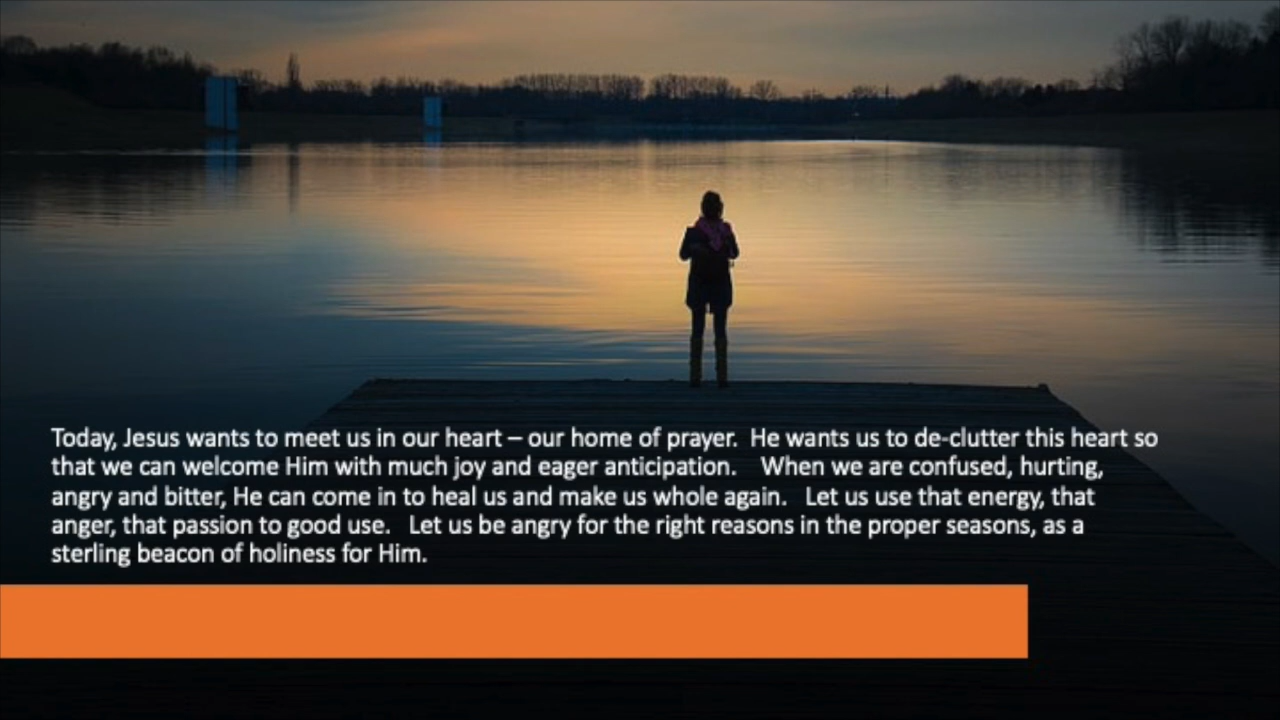 Today, Jesus wants to meet us in our heart – our home of prayer.  He wants us to de-clutter this heart so
that we can welcome Him with much joy and eager anticipation.    When we are confused, hurting,
angry and bitter, He can come in to heal us and make us whole again.   Let us use that energy, that
anger, that passion to good use.   Let us be angry for the right reasons in the proper seasons, as a
sterling beacon of holiness for Him.